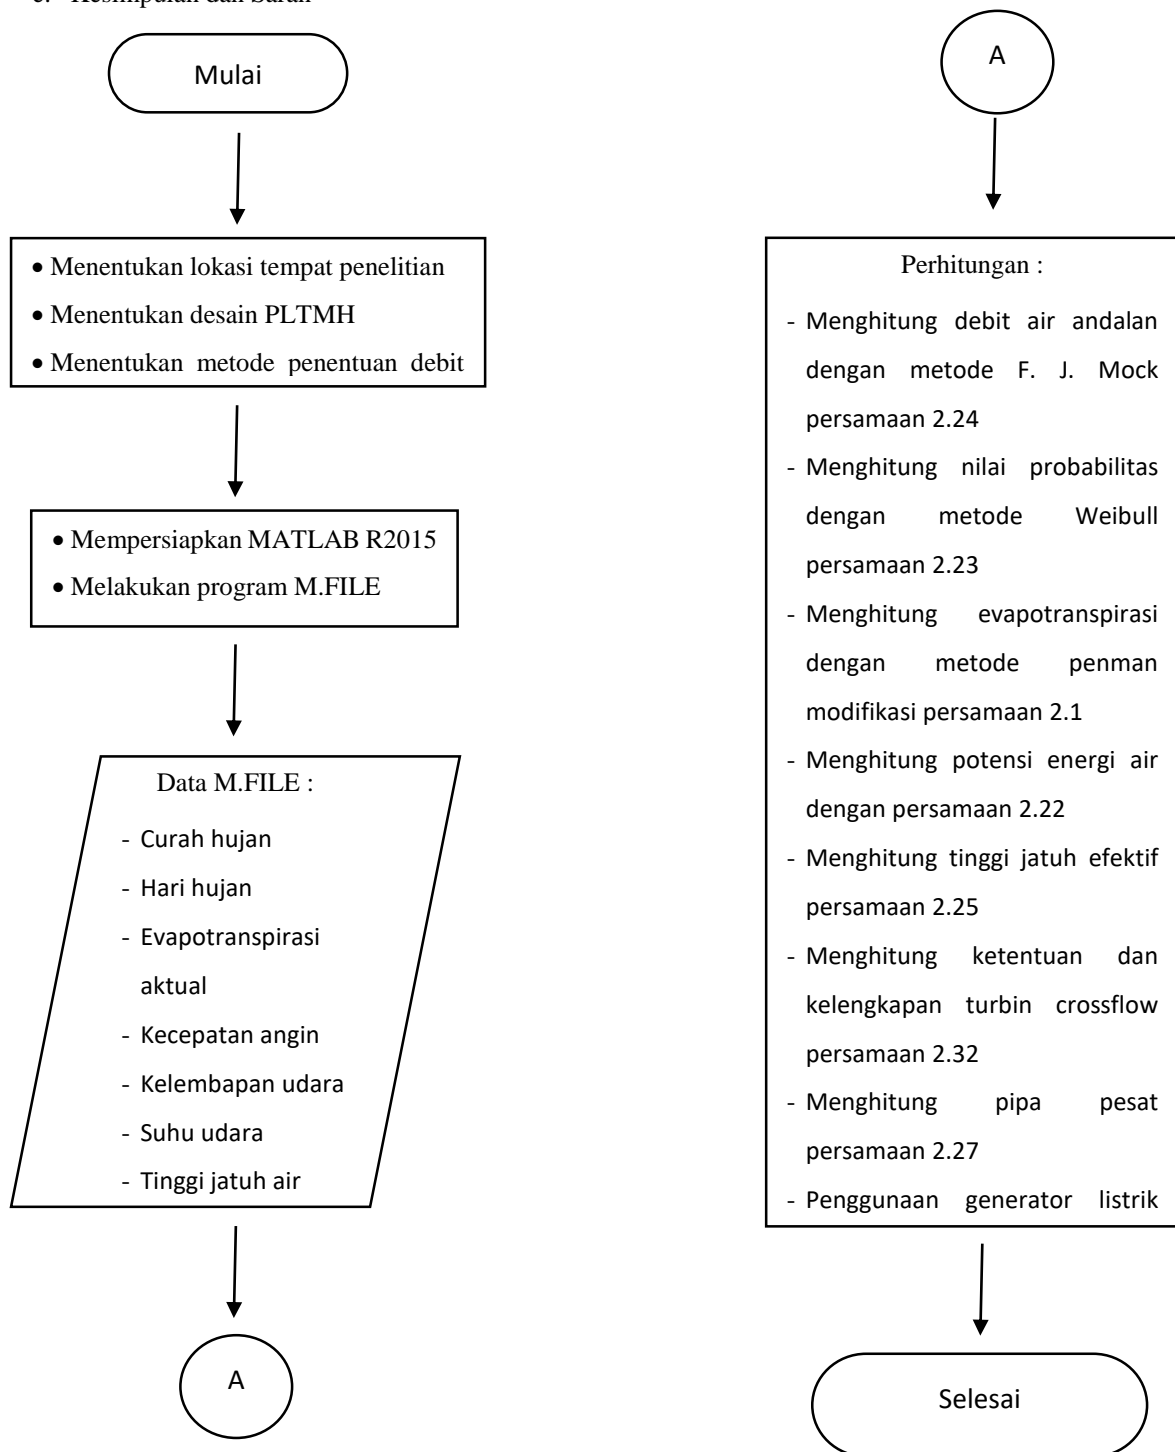 Mulai
• Menentukan lokasi tempat penelitian
• Menentukan desain PLTMH
• Menentukan metode penentuan debit
• Mempersiapkan MATLAB R2015
• Melakukan program M.FILE
Data M.FILE :
- Curah hujan
- Hari hujan
- Evapotranspirasi
aktual
- Kecepatan angin
- Kelembapan udara
- Suhu udara
- Tinggi jatuh air
A
A
Perhitungan :
- Menghitung debit air andalan
dengan metode F. J. Mock
persamaan 2.24
- Menghitung nilai probabilitas
dengan metode Weibull
persamaan 2.23
- Menghitung evapotranspirasi
dengan metode penman
modifikasi persamaan 2.1
- Menghitung potensi energi air
dengan persamaan 2.22
- Menghitung tinggi jatuh efektif
persamaan 2.25
- Menghitung ketentuan dan
kelengkapan turbin crossflow
persamaan 2.32
- Menghitung pipa pesat
persamaan 2.27
- Penggunaan generator listrik
Selesai